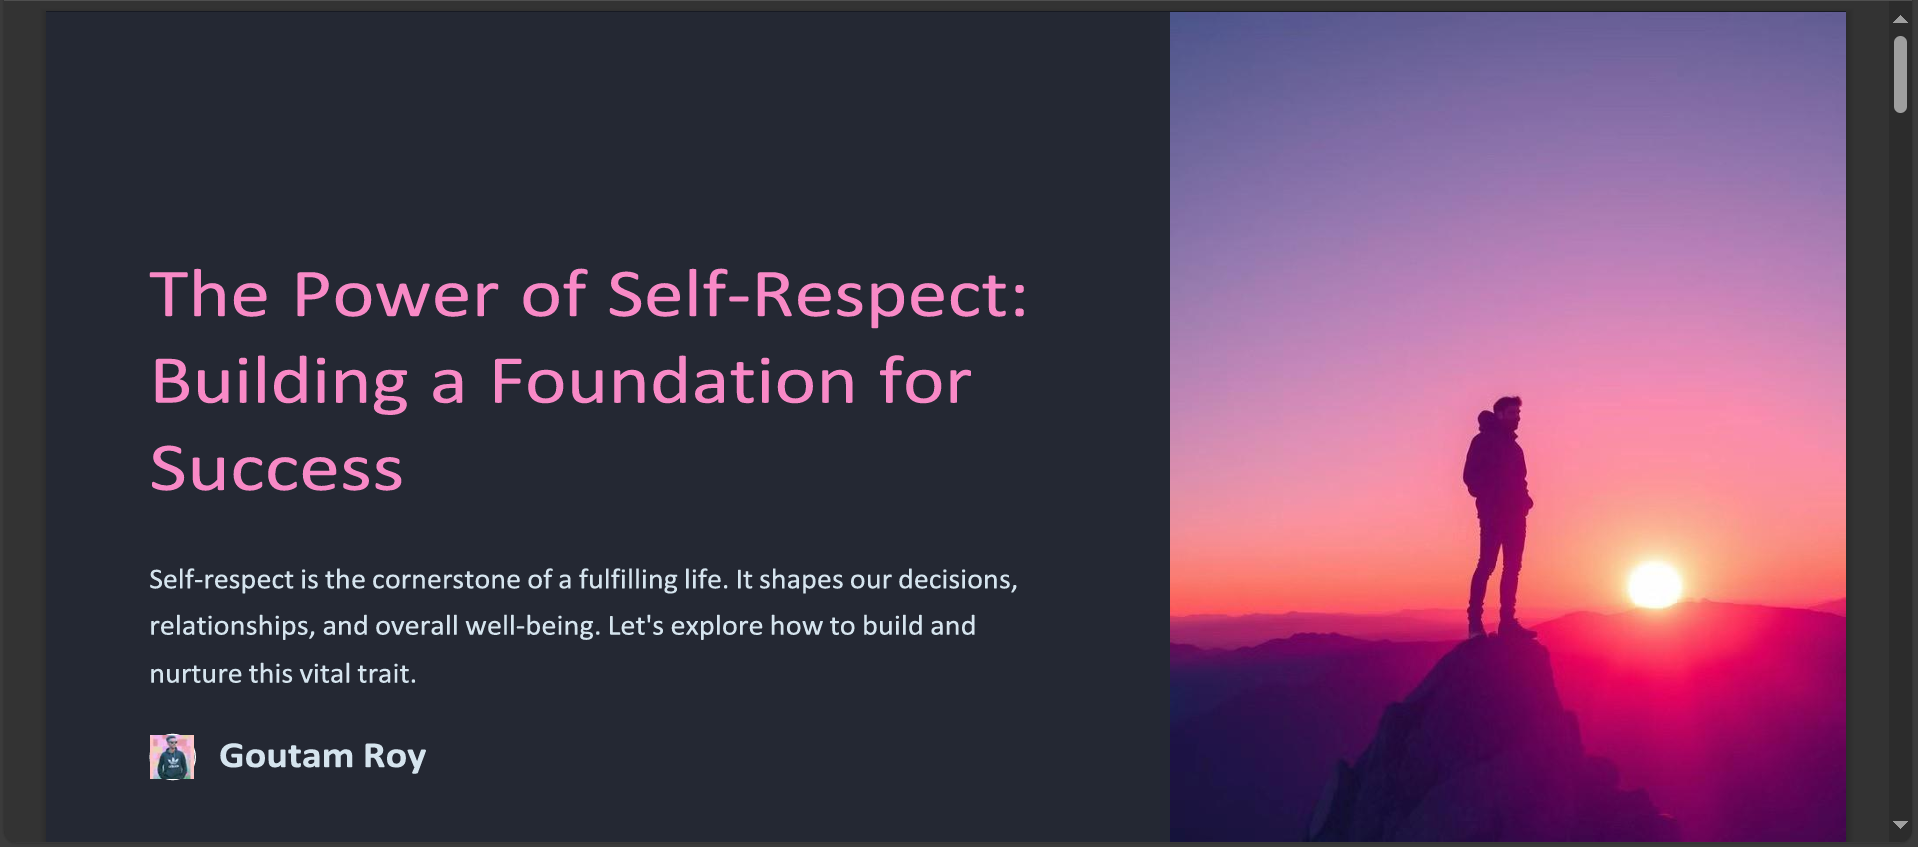 The Power of Self-Respect:
Building a Foundation for
Success
Self-respect is the cornerstone of a fulfilling life. It shapes our decisions,
relationships, and overall well-being. Let's explore how to build and
nurture this vital trait.
Goutam Roy